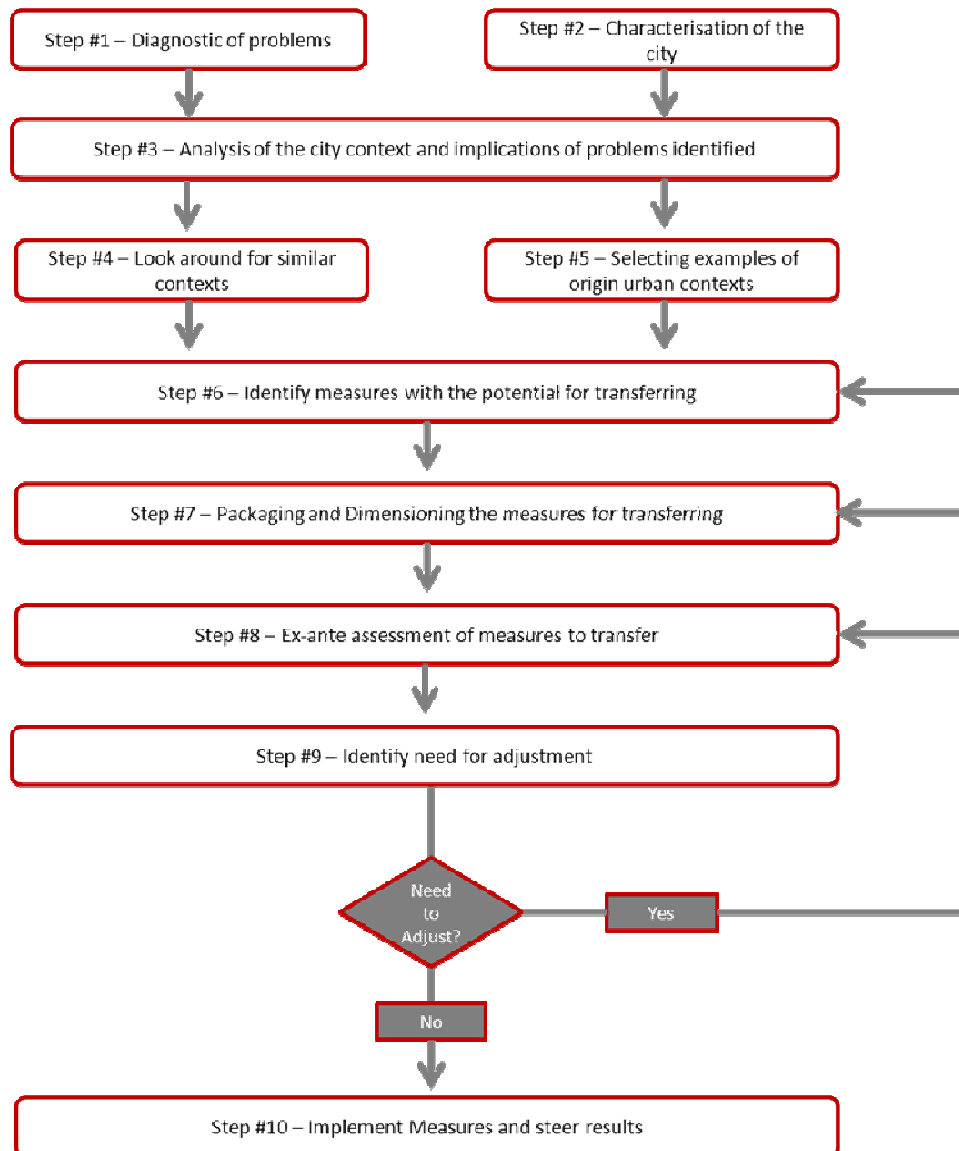 Step #1 – Diagnostic of problems
Step #2 – Characterisation of the
city
Step #3 – Analysis of the city context and implications of problems identified
Step #4 – Look around for similar
contexts
Step #5 – Selecting examples of
origin urban contexts
Step #6 – Identify measures with the potential for transferring
Step #7 – Packaging and Dimensioning the measures for transferring
Step #8 – Ex-ante assessment of measures to transfer
Step #9 – Identify need for adjustment
Need
to
Adjust?
Yes
No
Step #10 – Implement Measures and steer results